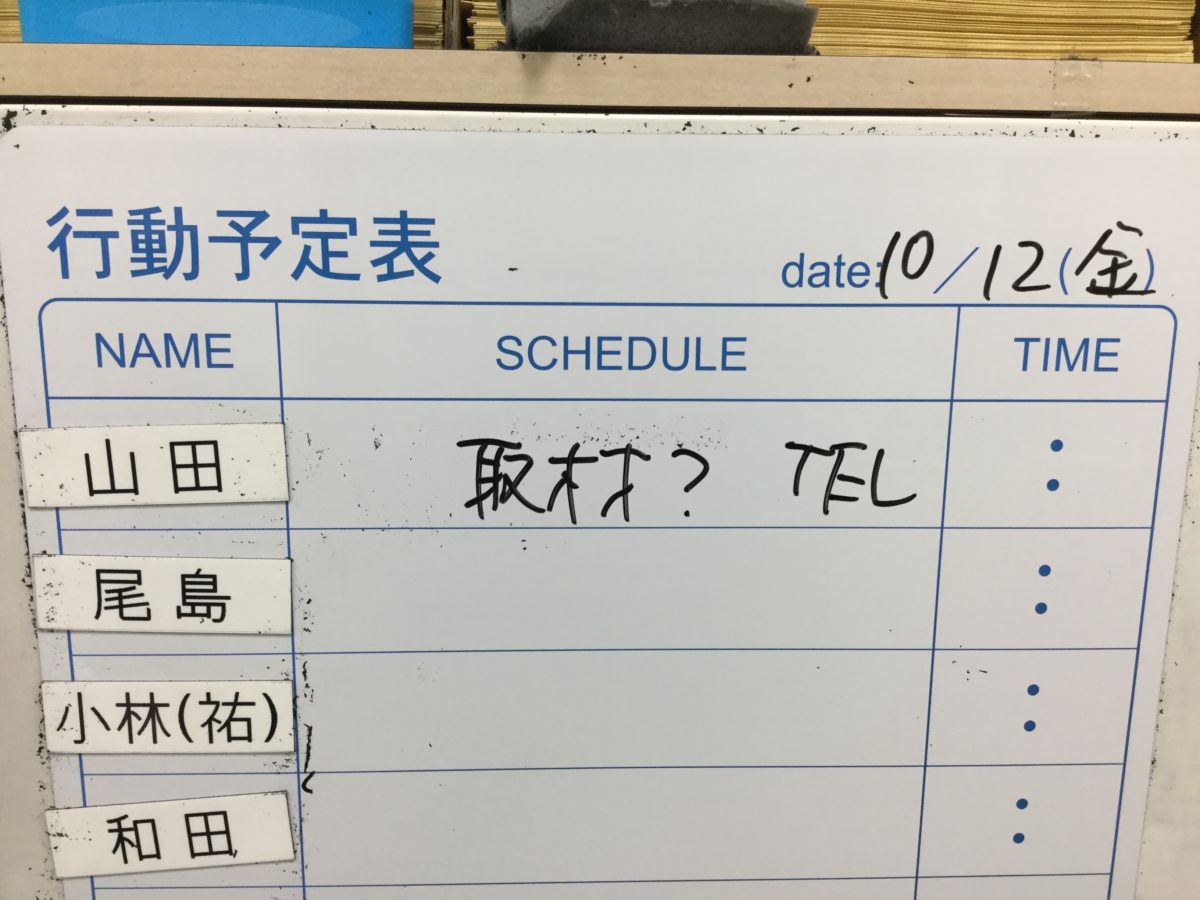 行動予定表
date:10/12(金)
NAME SCHEDULE TIME
山田 取材? TEL :
尾島 :
小林(祐) :
和田 :